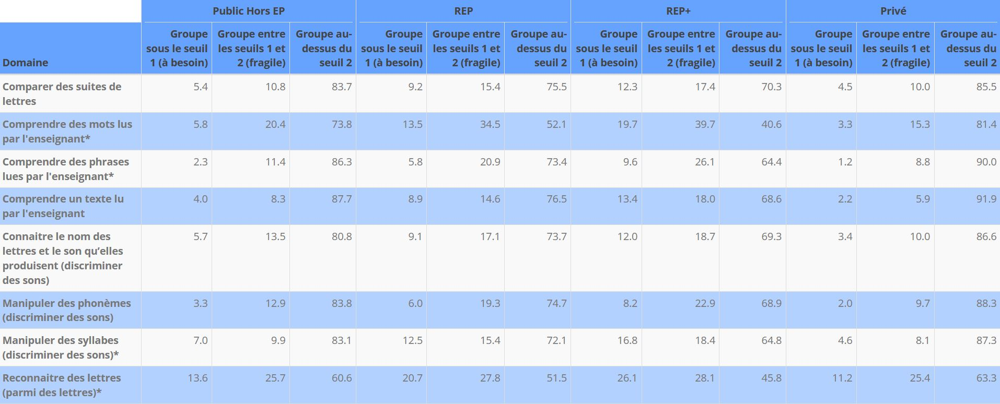 Public Hors EP REP REP+ Privé
Domaine Groupe sous le seuil 1 (à besoin) Groupe entre les seuils 1 et 2 (fragile) Groupe au-dessus du seuil 2 Groupe sous le seuil 1 (à besoin) Groupe entre les seuils 1 et 2 (fragile) Groupe au-dessus du seuil 2 Groupe sous le seuil 1 (à besoin) Groupe entre les seuils 1 et 2 (fragile) Groupe au-dessus du seuil 2 Groupe sous le seuil 1 (à besoin) Groupe entre les seuils 1 et 2 (fragile) Groupe au-dessus du seuil 2
Comparer des suites de lettres 5.4 10.8 83.7 9.2 15.4 75.5 12.3 17.4 70.3 4.5 10.0 85.5
Comprendre des mots lus par l'enseignant* 5.8 20.4 73.8 13.5 34.5 52.1 19.7 39.7 40.6 3.3 15.3 81.4
Comprendre des phrases lues par l'enseignant* 2.3 11.4 86.3 5.8 20.9 73.4 9.6 26.1 64.4 1.2 8.8 90.0
Comprendre un texte lu par l'enseignant 4.0 8.3 87.7 8.9 14.6 76.5 13.4 18.0 68.6 2.2 5.9 91.9
Connaitre le nom des lettres et le son qu’elles produisent (discriminer des sons) 5.7 13.5 80.8 9.1 17.1 73.7 12.0 18.7 69.3 3.4 10.0 86.6
Manipuler des phonèmes (discriminer des sons) 3.3 12.9 83.8 6.0 19.3 74.7 8.2 22.9 68.9 2.0 9.7 88.3
Manipuler des syllabes (discriminer des sons)* 7.0 9.9 83.1 12.5 15.4 72.1 16.8 18.4 64.8 4.6 8.1 87.3
Reconnaitre des lettres (parmi des lettres)* 13.6 25.7 60.6 20.7 27.8 51.5 26.1 28.1 45.8 11.2 25.4 63.3